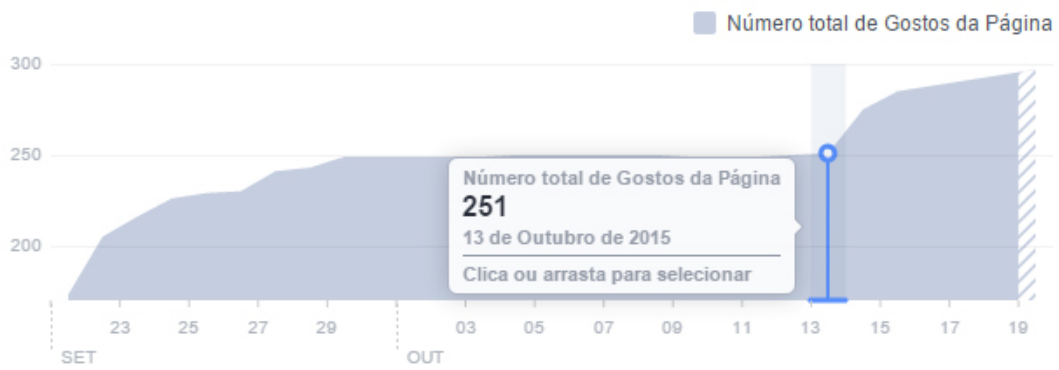 Número total de Gostos da Página
300
250
200
Número total de Gostos da Página
251
13 de Outubro de 2015
Clica ou arrasta para selecionar
23 25 27 29 03 05 07 09 11 13 15 17 19
SET OUT